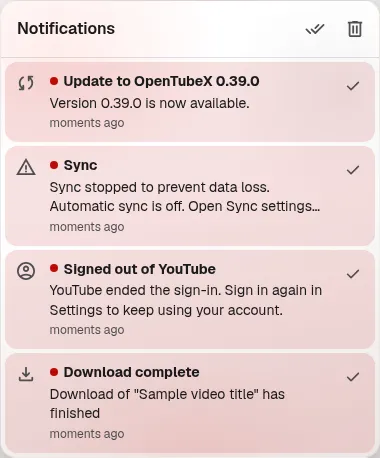 Notifications
Update to OpenTubeX 0.39.0
Version 0.39.0 is now available.
moments ago
Sync
Sync stopped to prevent data loss.
Automatic sync is off. Open Sync settings...
moments ago
Signed out of YouTube
YouTube ended the sign-in. Sign in again in
Settings to keep using your account.
moments ago
Download complete
Download of "Sample video title" has
finished
moments ago